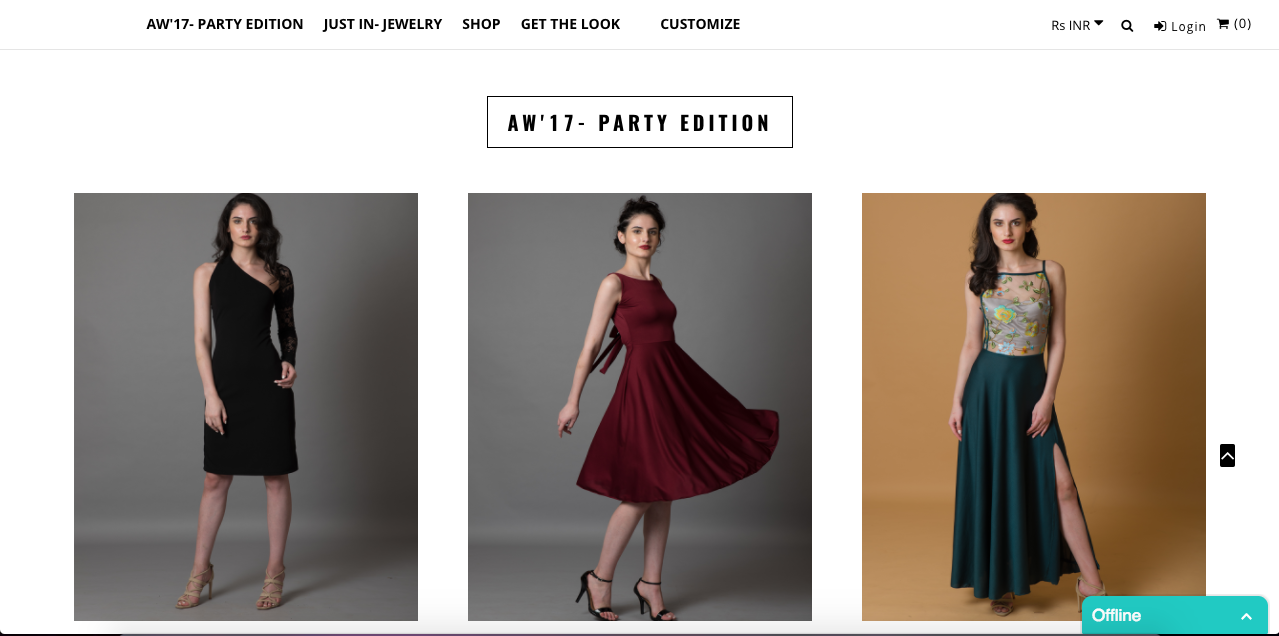 AW'17- PARTY EDITION JUST IN- JEWELRY SHOP GET THE LOOK CUSTOMIZE Rs INR Login (0)
AW'17- PARTY EDITION
Offline